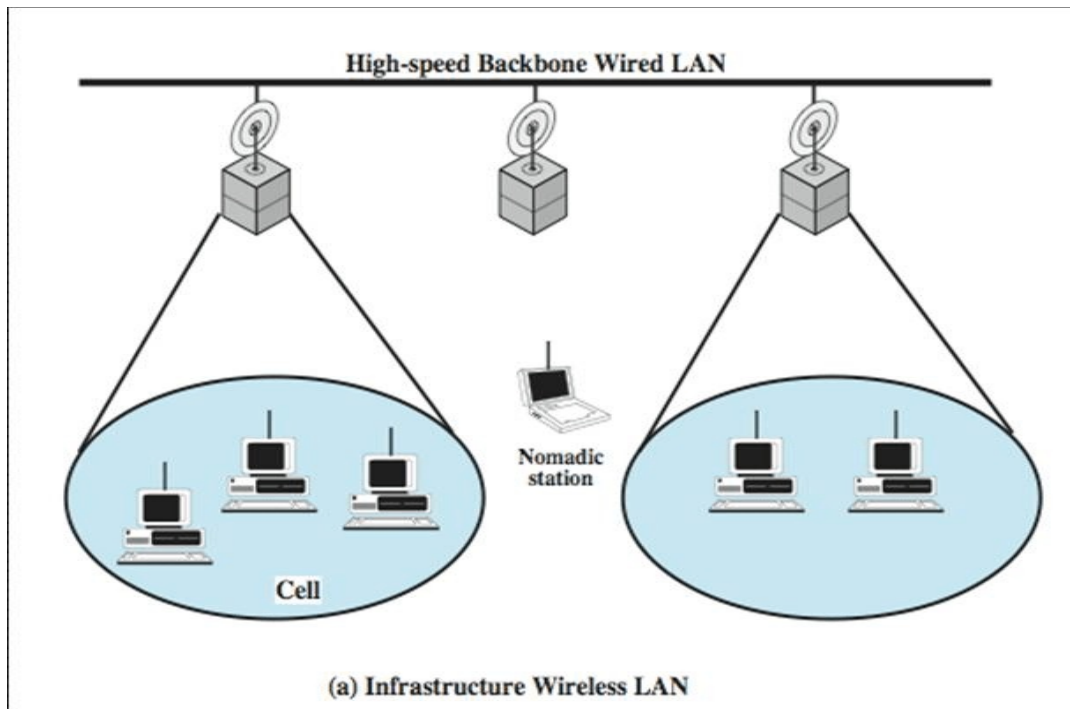 High-speed Backbone Wired LAN
Nomadic
station
Cell
(a) Infrastructure Wireless LAN